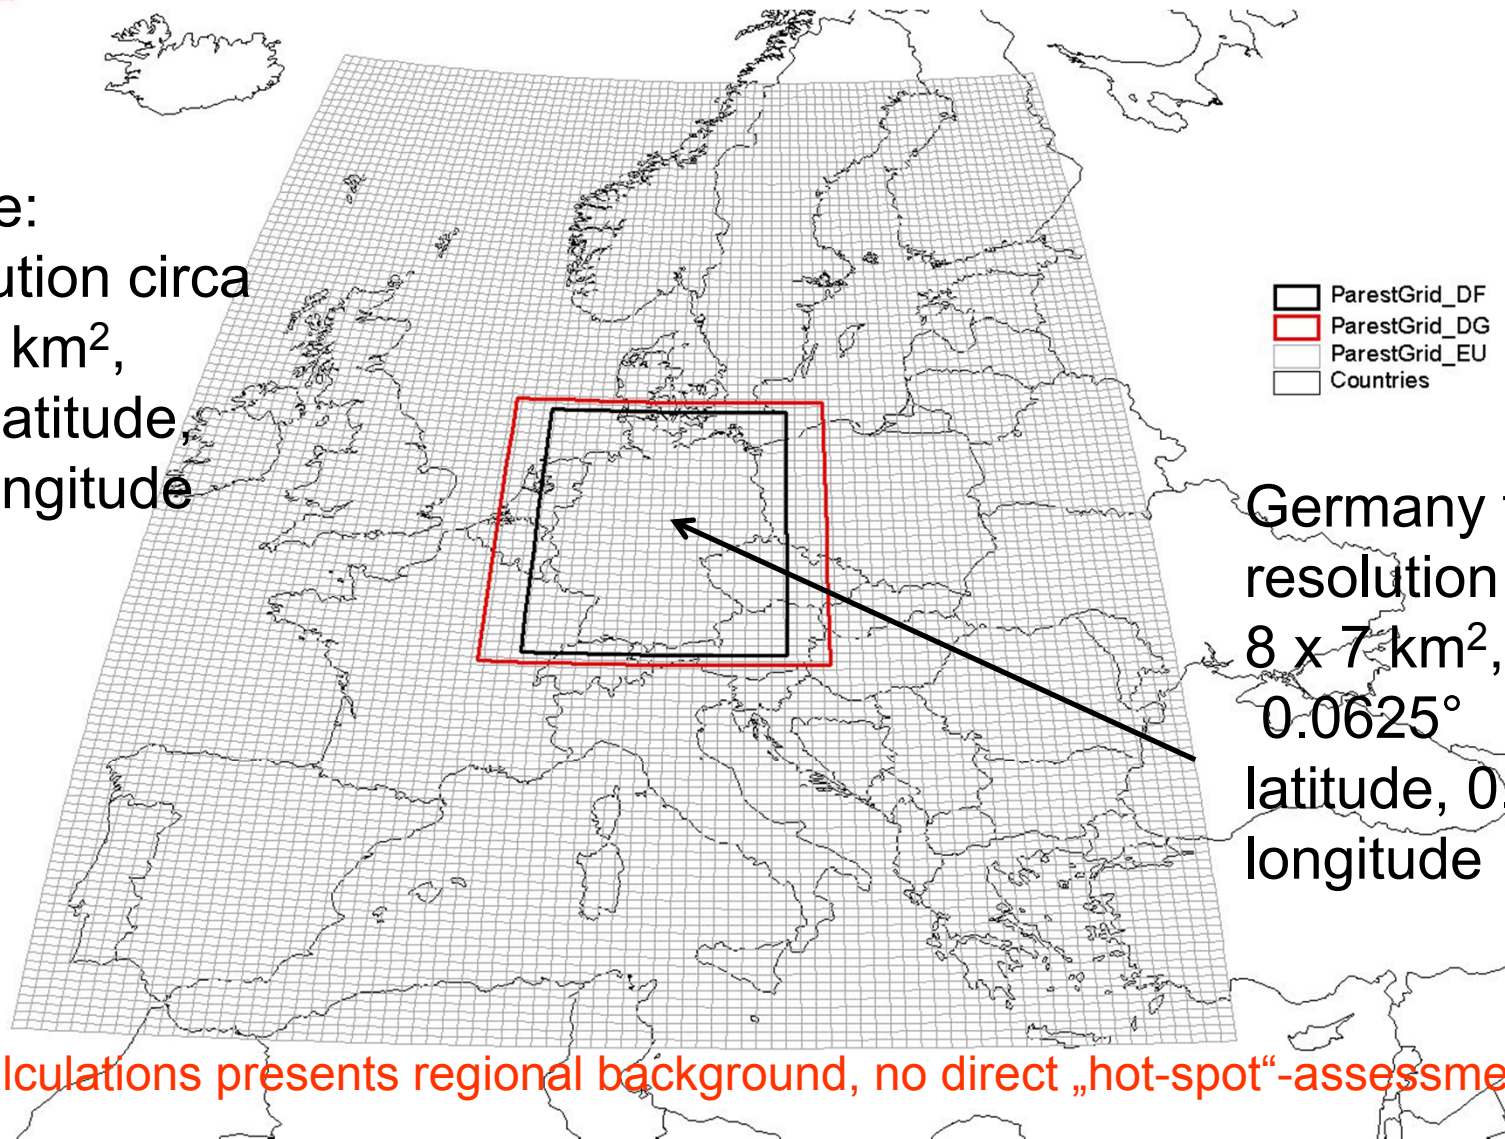 e:
ution circa
km²,
atitude,
ngitude
ParestGrid_DF
ParestGrid_DG
ParestGrid_EU
Countries
Germany
resolution
8 x 7 km²,
0.0625°
latitude, 0.
longitude
lculations presents regional background, no direct „hot-spot“-assessme